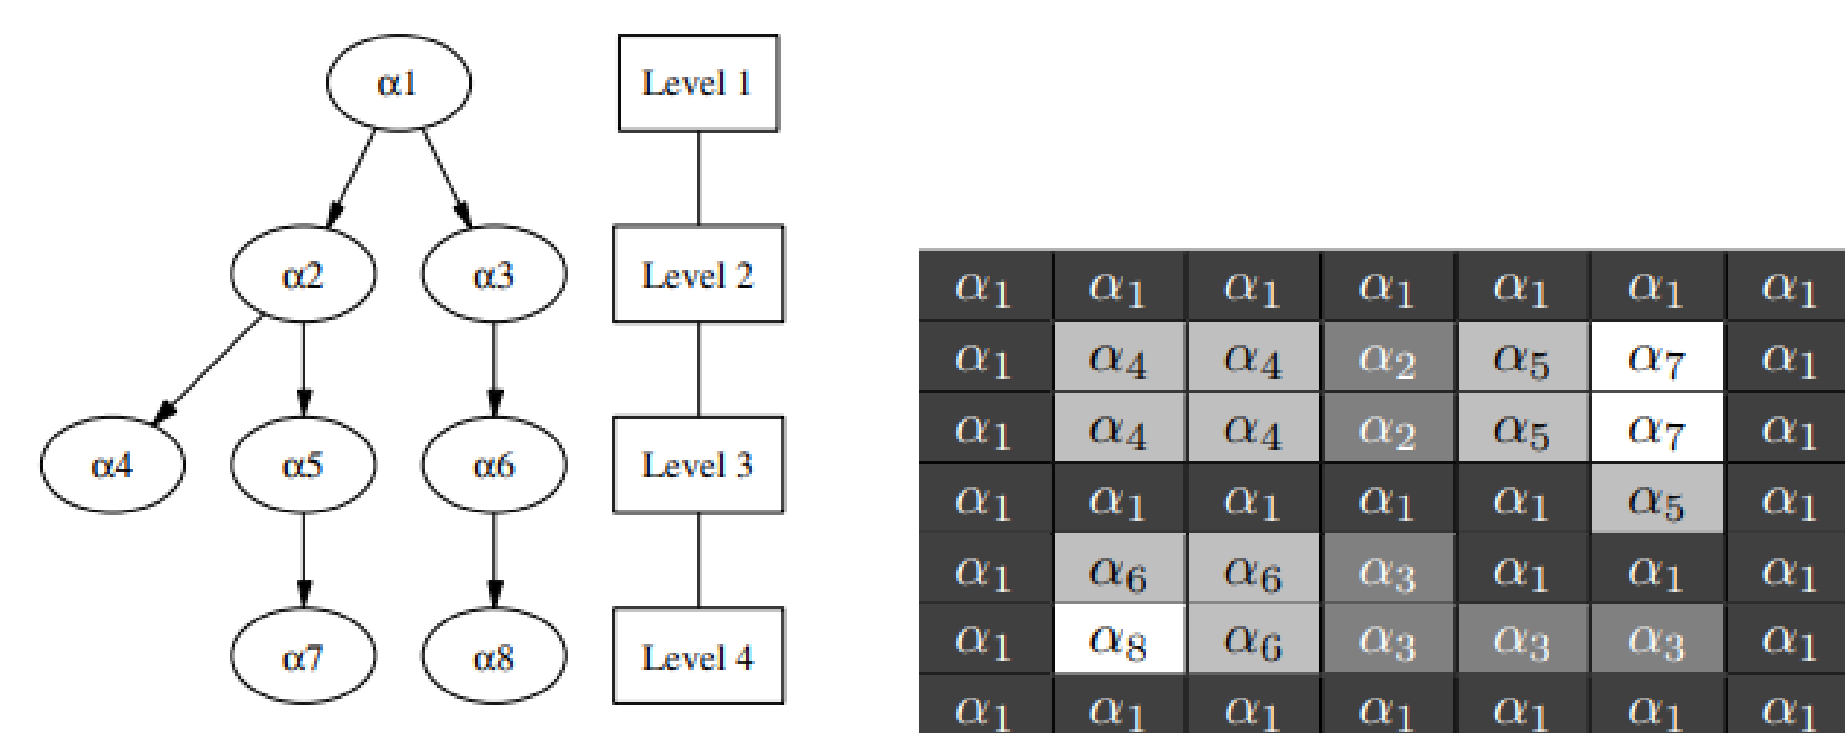 α1 Level 1
α2 α3 Level 2
α4 α5 α6 Level 3
α7 α8 Level 4
α₁ α₁ α₁ α₁ α₁ α₁ α₁
α₁ α₄ α₄ α₂ α₅ α₇ α₁
α₁ α₄ α₄ α₂ α₅ α₇ α₁
α₁ α₁ α₁ α₁ α₁ α₅ α₁
α₁ α₆ α₆ α₃ α₁ α₁ α₁
α₁ α₈ α₆ α₃ α₃ α₃ α₁
α₁ α₁ α₁ α₁ α₁ α₁ α₁